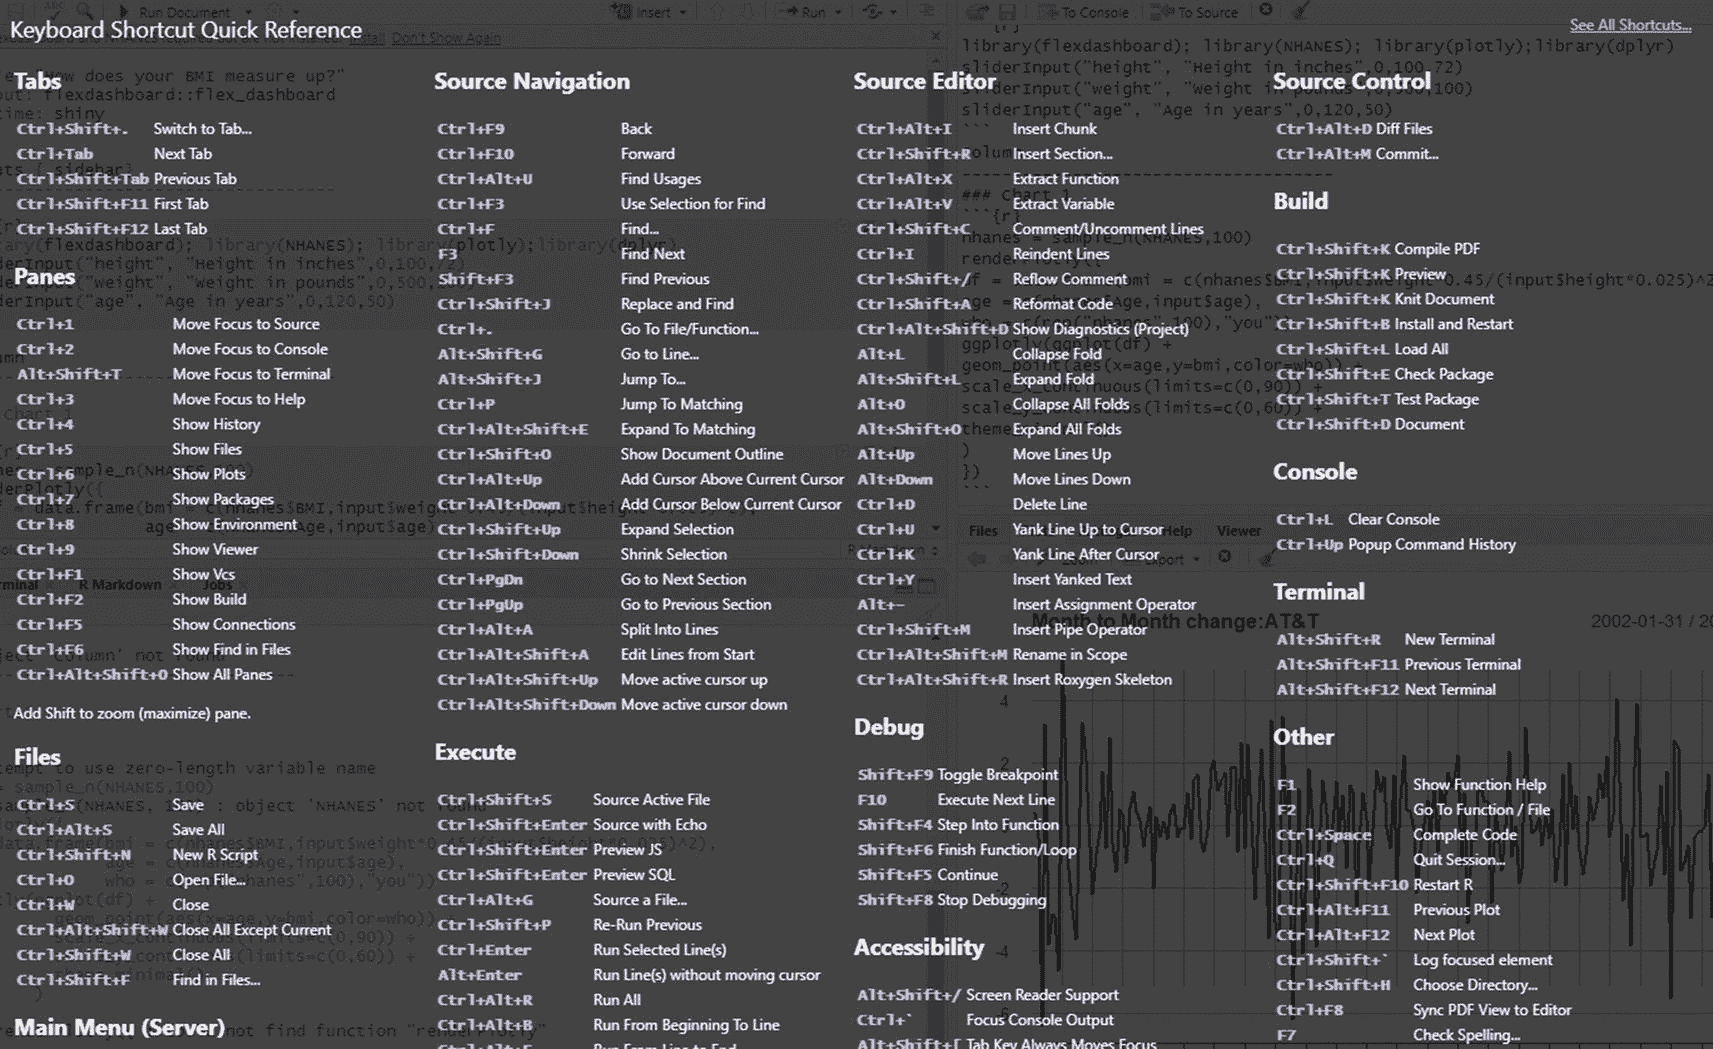 Keyboard Shortcut Quick Reference
See All Shortcuts...
Tabs
Ctrl+Shift+. Switch to Tab...
Ctrl+Tab Next Tab
Ctrl+Shift+Tab Previous Tab
Ctrl+Shift+F11 First Tab
Ctrl+Shift+F12 Last Tab
Panes
Ctrl+1 Move Focus to Source
Ctrl+2 Move Focus to Console
Alt+Shift+T Move Focus to Terminal
Ctrl+3 Move Focus to Help
Ctrl+4 Show History
Ctrl+5 Show Files
Ctrl+6 Show Plots
Ctrl+7 Show Packages
Ctrl+8 Show Environment
Ctrl+9 Show Viewer
Ctrl+F1 Show Vcs
Ctrl+F2 Show Build
Ctrl+F5 Show Connections
Ctrl+F6 Show Find in Files
Ctrl+Alt+Shift+O Show All Panes
Add Shift to zoom (maximize) pane.
Files
Ctrl+S Save
Ctrl+Alt+S Save All
Ctrl+Shift+N New R Script
Ctrl+O Open File...
Ctrl+W Close
Ctrl+Alt+Shift+W Close All Except Current
Ctrl+Shift+W Close All
Ctrl+Shift+F Find in Files...
Main Menu (Server)
Source Navigation
Ctrl+F9 Back
Ctrl+F10 Forward
Ctrl+Alt+U Find Usages
Ctrl+F3 Use Selection for Find
Ctrl+F Find...
F3 Find Next
Shift+F3 Find Previous
Ctrl+Shift+J Replace and Find
Ctrl+. Go To File/Function...
Alt+Shift+G Go to Line...
Alt+Shift+J Jump To...
Ctrl+P Jump To Matching
Ctrl+Alt+Shift+E Expand To Matching
Ctrl+Shift+O Show Document Outline
Ctrl+Alt+Up Add Cursor Above Current Cursor
Ctrl+Alt+Down Add Cursor Below Current Cursor
Ctrl+Shift+Up Expand Selection
Ctrl+Shift+Down Shrink Selection
Ctrl+PgDn Go to Next Section
Ctrl+PgUp Go to Previous Section
Ctrl+Alt+A Split Into Lines
Ctrl+Alt+Shift+A Edit Lines from Start
Ctrl+Alt+Shift+Up Move active cursor up
Ctrl+Alt+Shift+Down Move active cursor down
Execute
Ctrl+Shift+S Source Active File
Ctrl+Shift+Enter Source with Echo
Ctrl+Shift+Enter Preview JS
Ctrl+Shift+Enter Preview SQL
Ctrl+Alt+G Source a File...
Ctrl+Shift+P Re-Run Previous
Ctrl+Enter Run Selected Line(s)
Alt+Enter Run Line(s) without moving cursor
Ctrl+Alt+R Run All
Ctrl+Alt+B Run From Beginning To Line
Source Editor
Ctrl+Alt+I Insert Chunk
Ctrl+Shift+R Insert Section...
Ctrl+Alt+X Extract Function
Ctrl+Alt+V Extract Variable
Ctrl+Shift+C Comment/Uncomment Lines
Ctrl+I Reindent Lines
Ctrl+Shift+/ Reflow Comment
Ctrl+Shift+A Reformat Code
Ctrl+Alt+Shift+D Show Diagnostics (Project)
Alt+L Collapse Fold
Alt+Shift+L Expand Fold
Alt+O Collapse All Folds
Alt+Shift+O Expand All Folds
Alt+Up Move Lines Up
Alt+Down Move Lines Down
Ctrl+D Delete Line
Ctrl+U Yank Line Up to Cursor
Ctrl+K Yank Line After Cursor
Ctrl+Y Insert Yanked Text
Alt+- Insert Assignment Operator
Ctrl+Shift+M Insert Pipe Operator
Ctrl+Alt+Shift+M Rename in Scope
Ctrl+Alt+Shift+R Insert Roxygen Skeleton
Debug
Shift+F9 Toggle Breakpoint
F10 Execute Next Line
Shift+F4 Step Into Function
Shift+F6 Finish Function/Loop
Shift+F5 Continue
Shift+F8 Stop Debugging
Accessibility
Alt+Shift+/ Screen Reader Support
Ctrl+` Focus Console Output
Alt+Shift+[ Tab Key Always Moves Focus
Source Control
Ctrl+Alt+D Diff Files
Ctrl+Alt+M Commit...
Build
Ctrl+Shift+K Compile PDF
Ctrl+Shift+K Preview
Ctrl+Shift+K Knit Document
Ctrl+Shift+B Install and Restart
Ctrl+Shift+L Load All
Ctrl+Shift+E Check Package
Ctrl+Shift+T Test Package
Ctrl+Shift+D Document
Console
Ctrl+L Clear Console
Ctrl+Up Popup Command History
Terminal
Alt+Shift+R New Terminal
Alt+Shift+F11 Previous Terminal
Alt+Shift+F12 Next Terminal
Other
F1 Show Function Help
F2 Go To Function / File
Ctrl+Space Complete Code
Ctrl+Q Quit Session...
Ctrl+Shift+F10 Restart R
Ctrl+Alt+F11 Previous Plot
Ctrl+Alt+F12 Next Plot
Ctrl+Shift+` Log focused element
Ctrl+Shift+H Choose Directory...
Ctrl+F8 Sync PDF View to Editor
F7 Check Spelling...